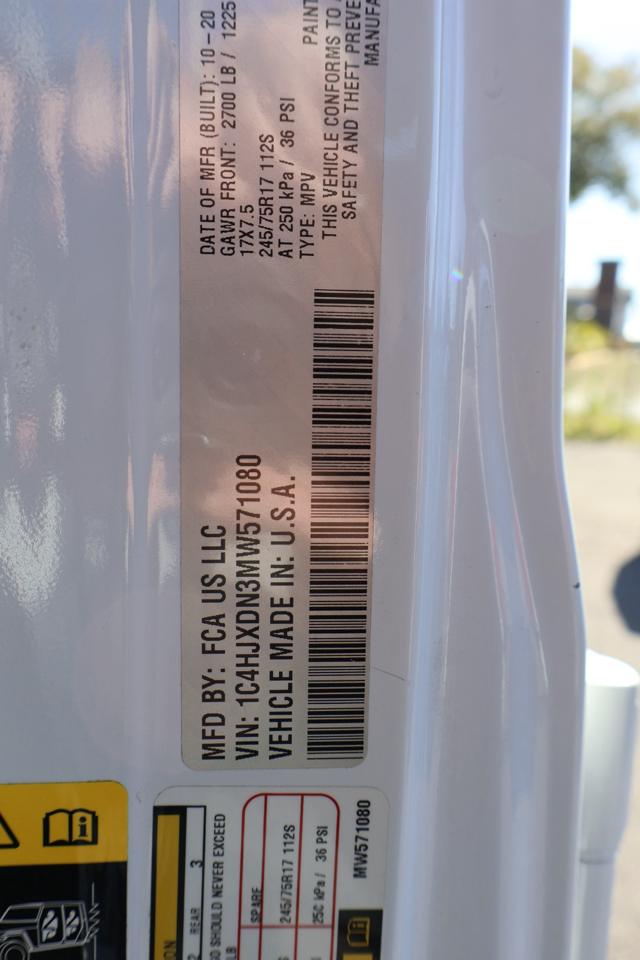 MFD BY: FCA US LLC
VIN: 1C4HJXDN3MW571080
VEHICLE MADE IN: U.S.A.
DATE OF MFR (BUILT): 10-20
GAWR FRONT: 2700 LB / 1225
17X7.5
245/75R17 112S
AT 250 kPa / 36 PSI
TYPE: MPV PAINT
THIS VEHICLE CONFORMS TO
SAFETY AND THEFT PREVE
MANUFA
2 REAR 3
SHOULD NEVER EXCEED
LB
SPARE
245/75R17 112S
25C kPa / 36 PSI
MW571080